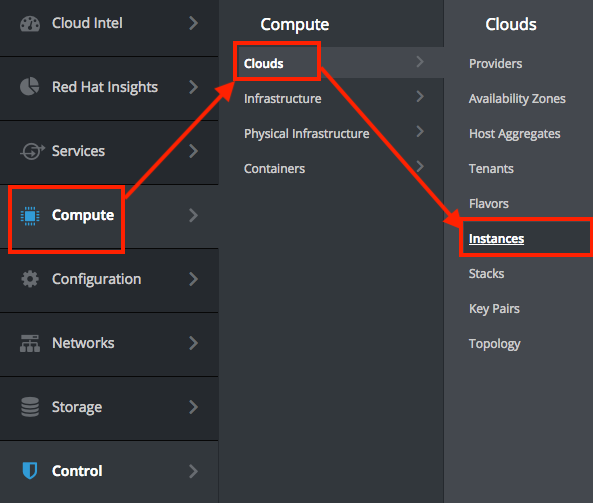 Cloud Intel
Red Hat Insights
Services
Compute
Configuration
Networks
Storage
Control
Compute
Clouds
Infrastructure
Physical Infrastructure
Containers
Clouds
Providers
Availability Zones
Host Aggregates
Tenants
Flavors
Instances
Stacks
Key Pairs
Topology